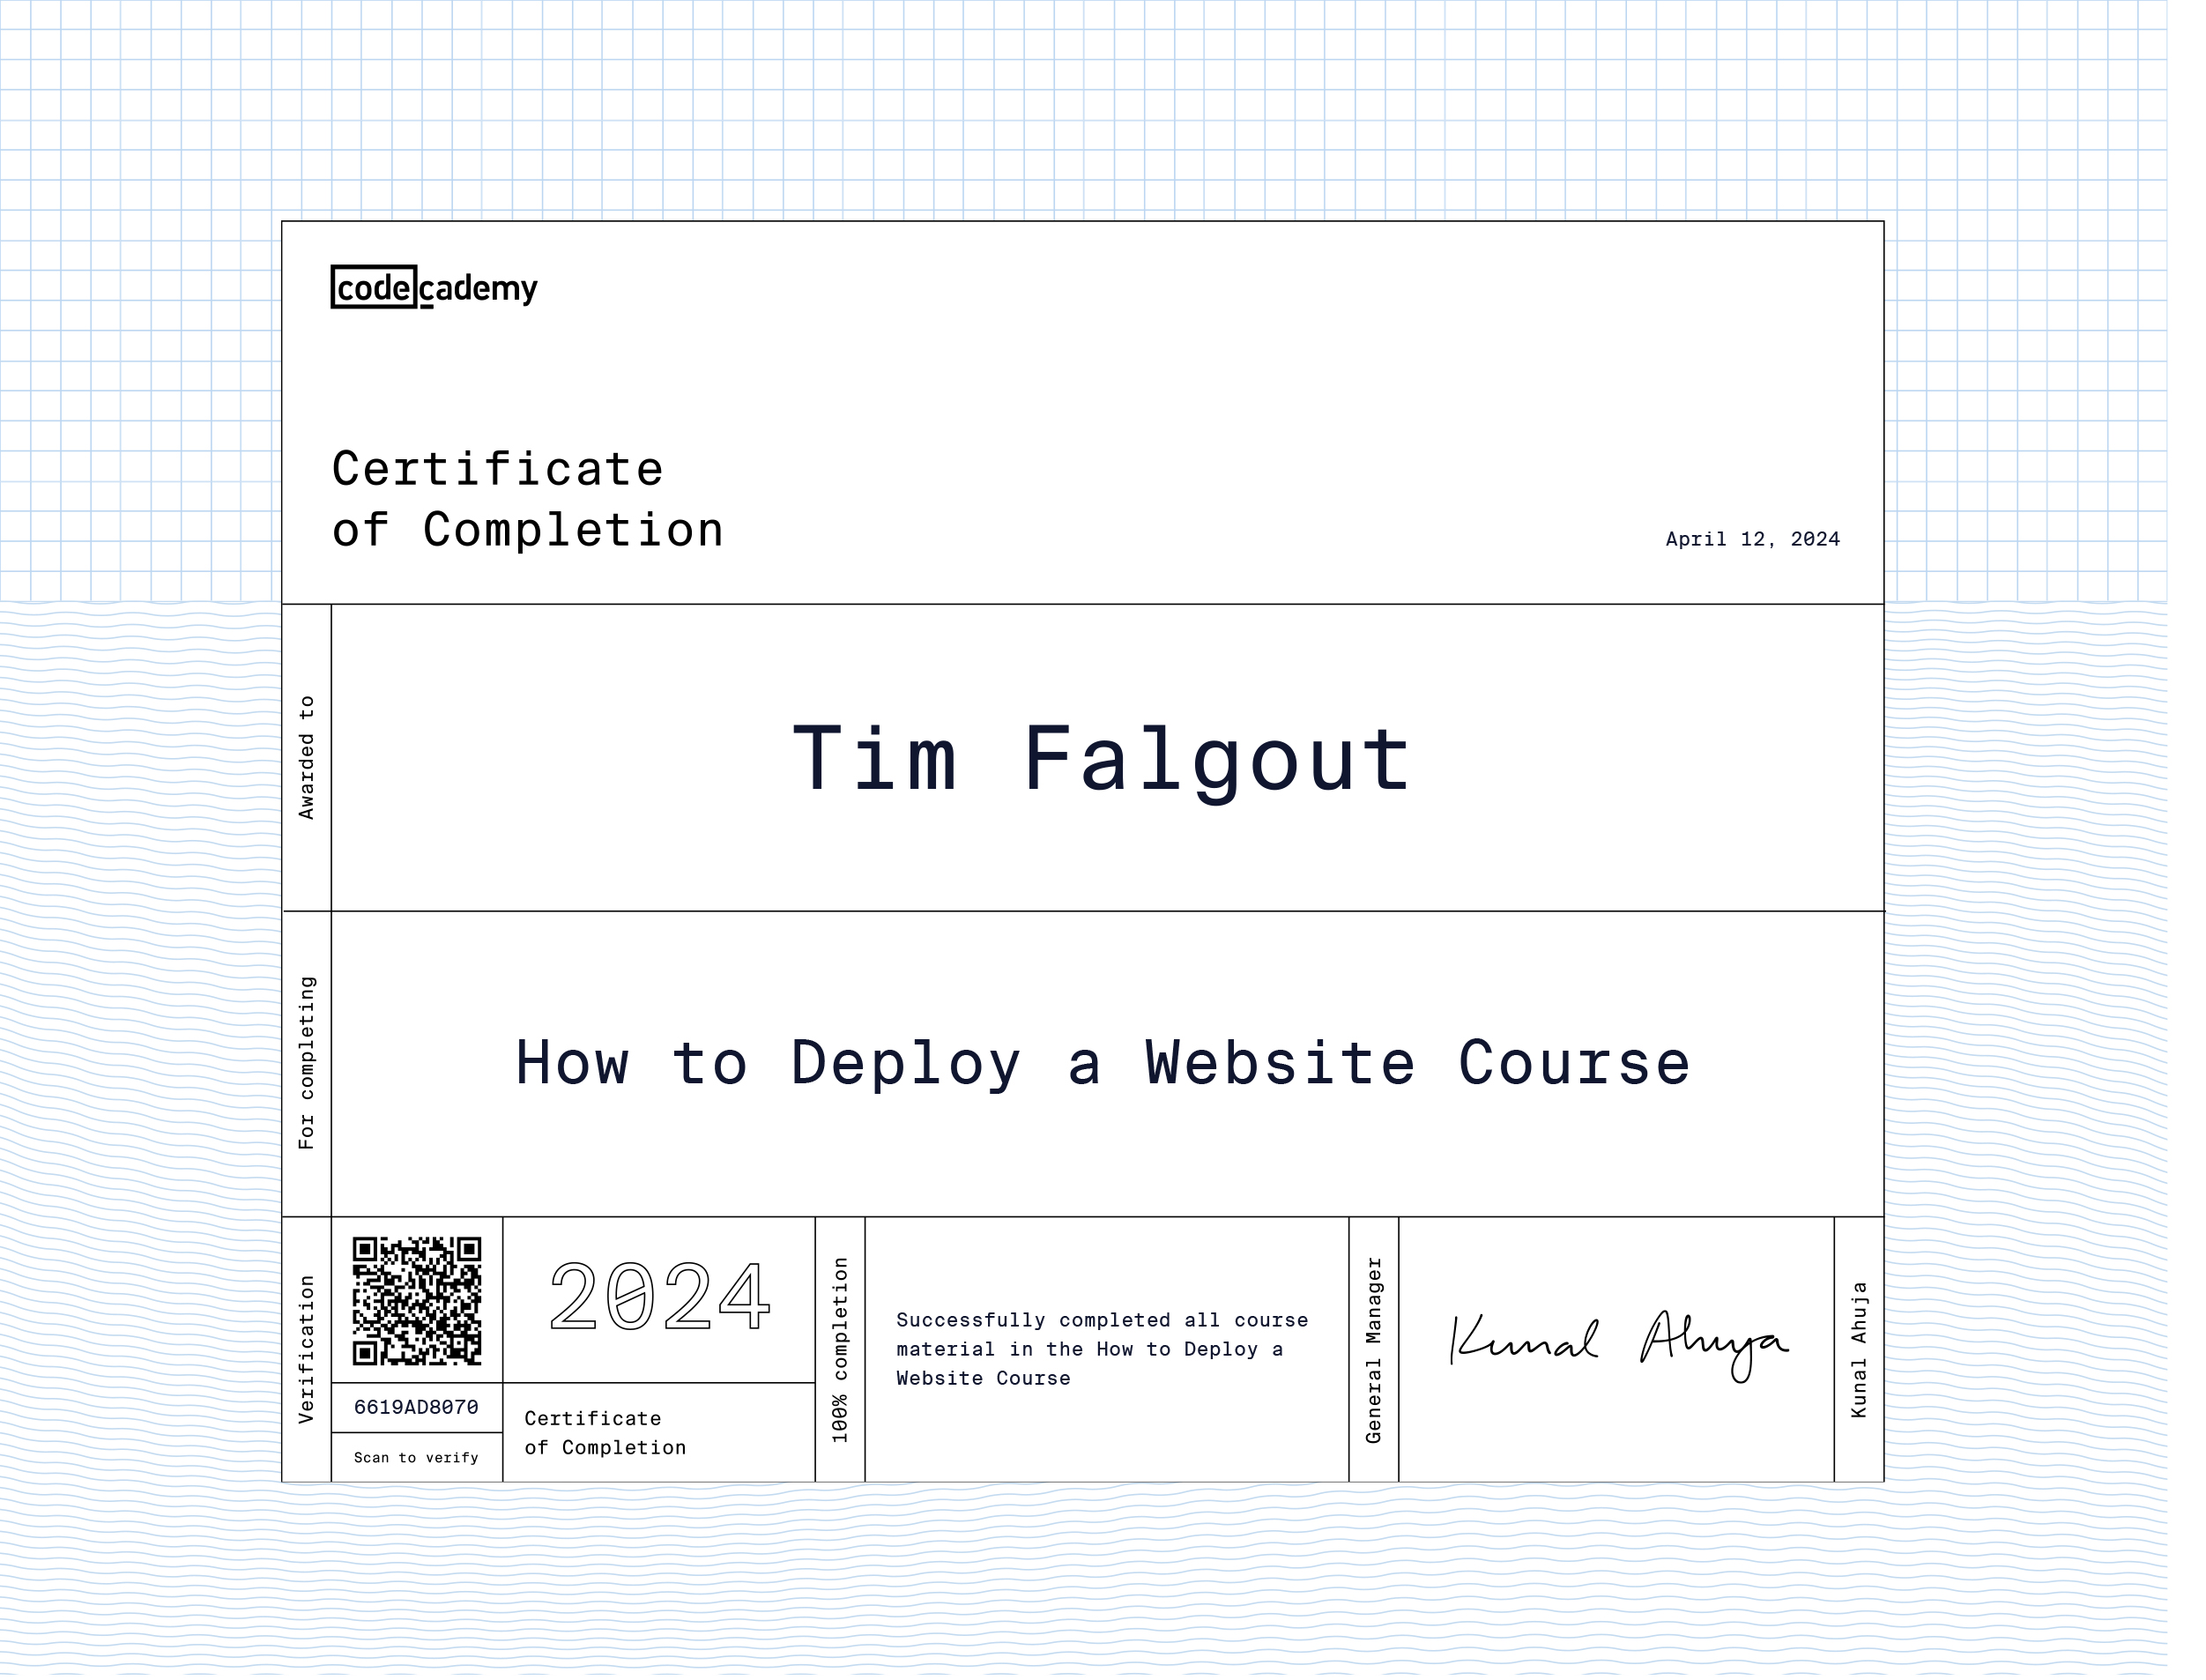 codecademy
Certificate
of Completion
April 12, 2024
Awarded to
Tim Falgout
For completing
How to Deploy a Website Course
Verification
6619AD8070
Scan to verify
2024
Certificate
of Completion
100% completion
Successfully completed all course
material in the How to Deploy a
Website Course
General Manager
Kunal Ahuja
Kunal Ahuja